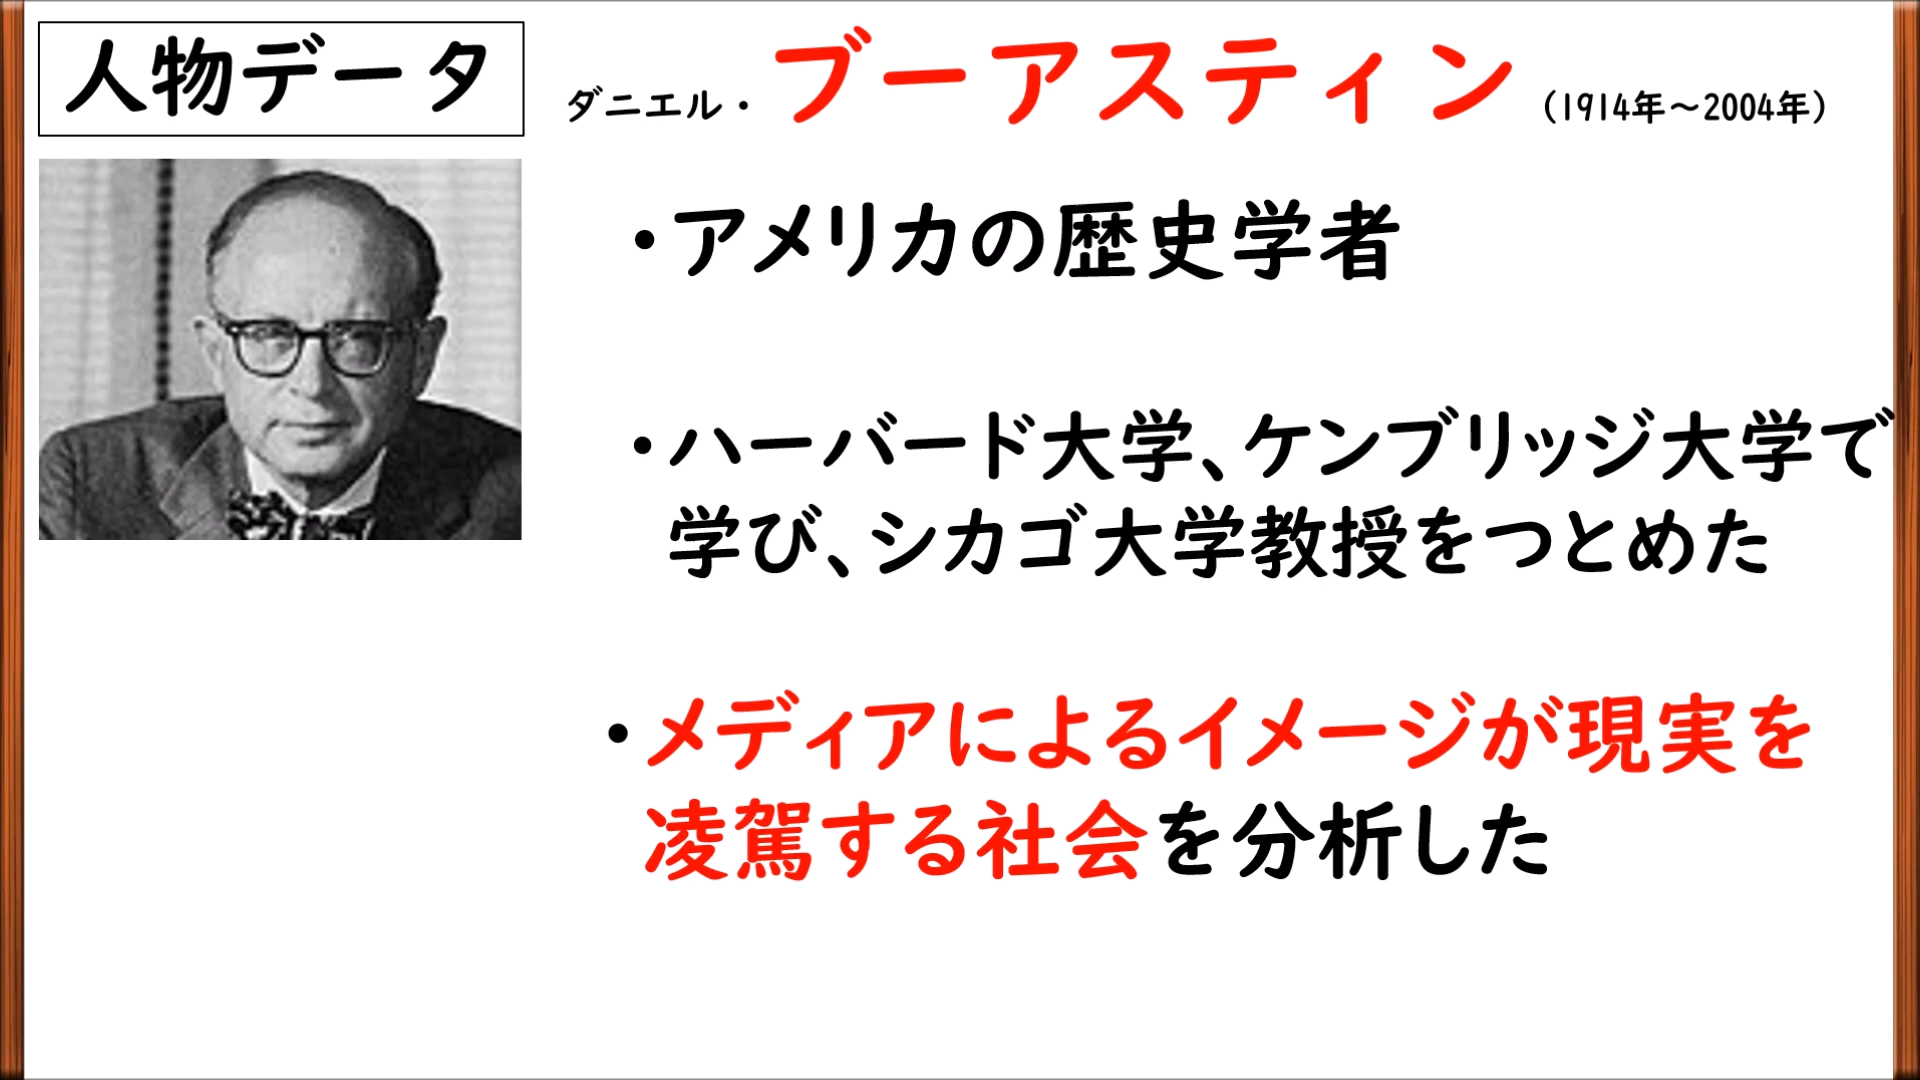 人物データ
ダニエル・ブーアスティン(1914年～2004年)
・アメリカの歴史学者
・ハーバード大学、ケンブリッジ大学で
学び、シカゴ大学教授をつとめた
・メディアによるイメージが現実を
凌駕する社会を分析した